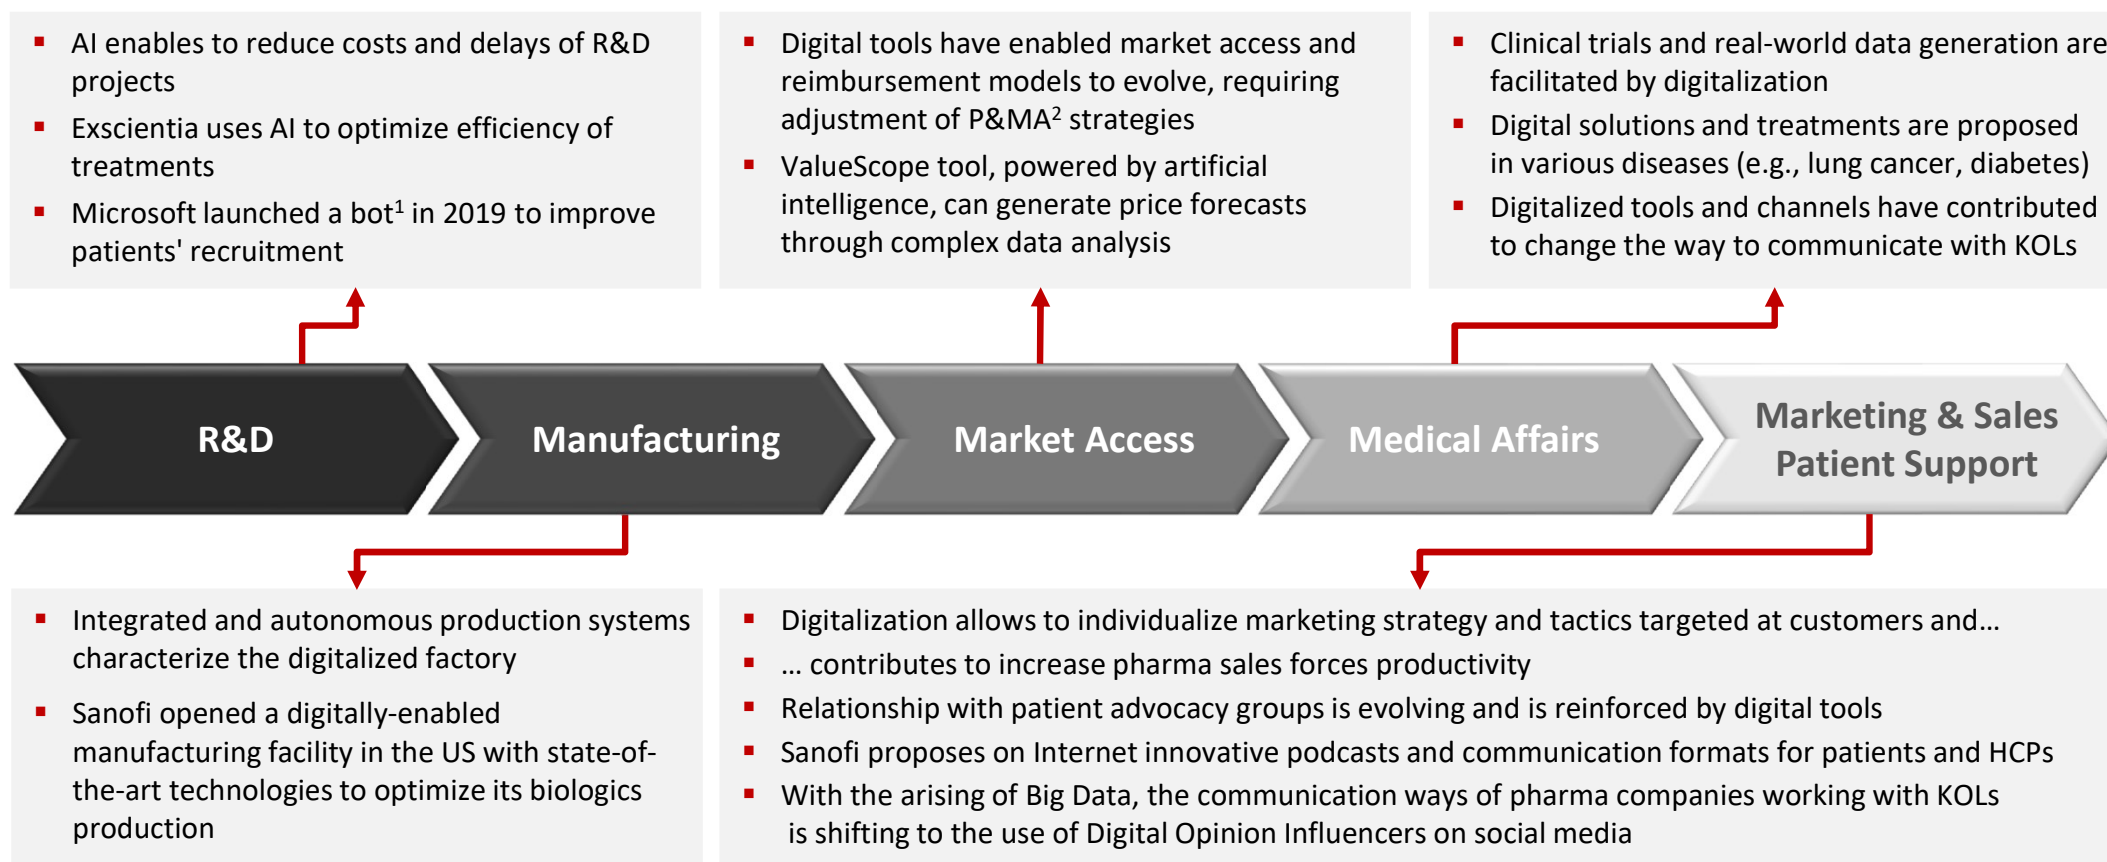 ▪ AI enables to reduce costs and delays of R&D
projects
▪ Exscientia uses AI to optimize efficiency of
treatments
▪ Microsoft launched a bot¹ in 2019 to improve
patients' recruitment
▪ Digital tools have enabled market access and
reimbursement models to evolve, requiring
adjustment of P&MA² strategies
▪ ValueScope tool, powered by artificial
intelligence, can generate price forecasts
through complex data analysis
▪ Clinical trials and real-world data generation are
facilitated by digitalization
▪ Digital solutions and treatments are proposed
in various diseases (e.g., lung cancer, diabetes)
▪ Digitalized tools and channels have contributed
to change the way to communicate with KOLs
R&D
Manufacturing
Market Access
Medical Affairs
Marketing & Sales
Patient Support
▪ Integrated and autonomous production systems
characterize the digitalized factory
▪ Sanofi opened a digitally-enabled
manufacturing facility in the US with state-of-
the-art technologies to optimize its biologics
production
▪ Digitalization allows to individualize marketing strategy and tactics targeted at customers and…
▪ … contributes to increase pharma sales forces productivity
▪ Relationship with patient advocacy groups is evolving and is reinforced by digital tools
▪ Sanofi proposes on Internet innovative podcasts and communication formats for patients and HCPs
▪ With the arising of Big Data, the communication ways of pharma companies working with KOLs
is shifting to the use of Digital Opinion Influencers on social media